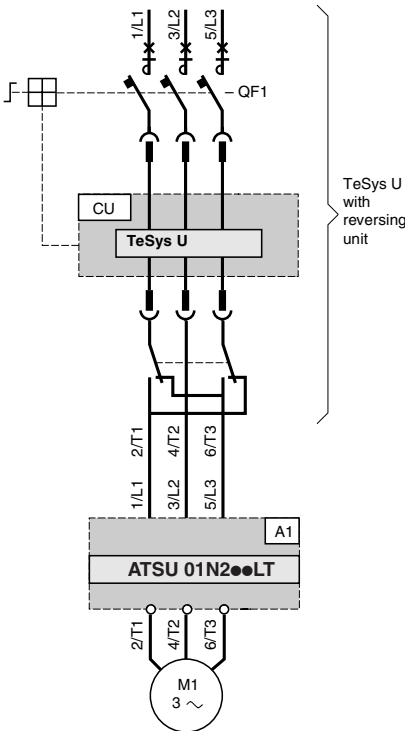 1/L1
3/L2
5/L3
QF1
CU
TeSys U
TeSys U
with
reversing
unit
2/T1
4/T2
6/T3
1/L1
3/L2
5/L3
A1
ATSU 01N2●●LT
2/T1
4/T2
6/T3
M1
3 ～